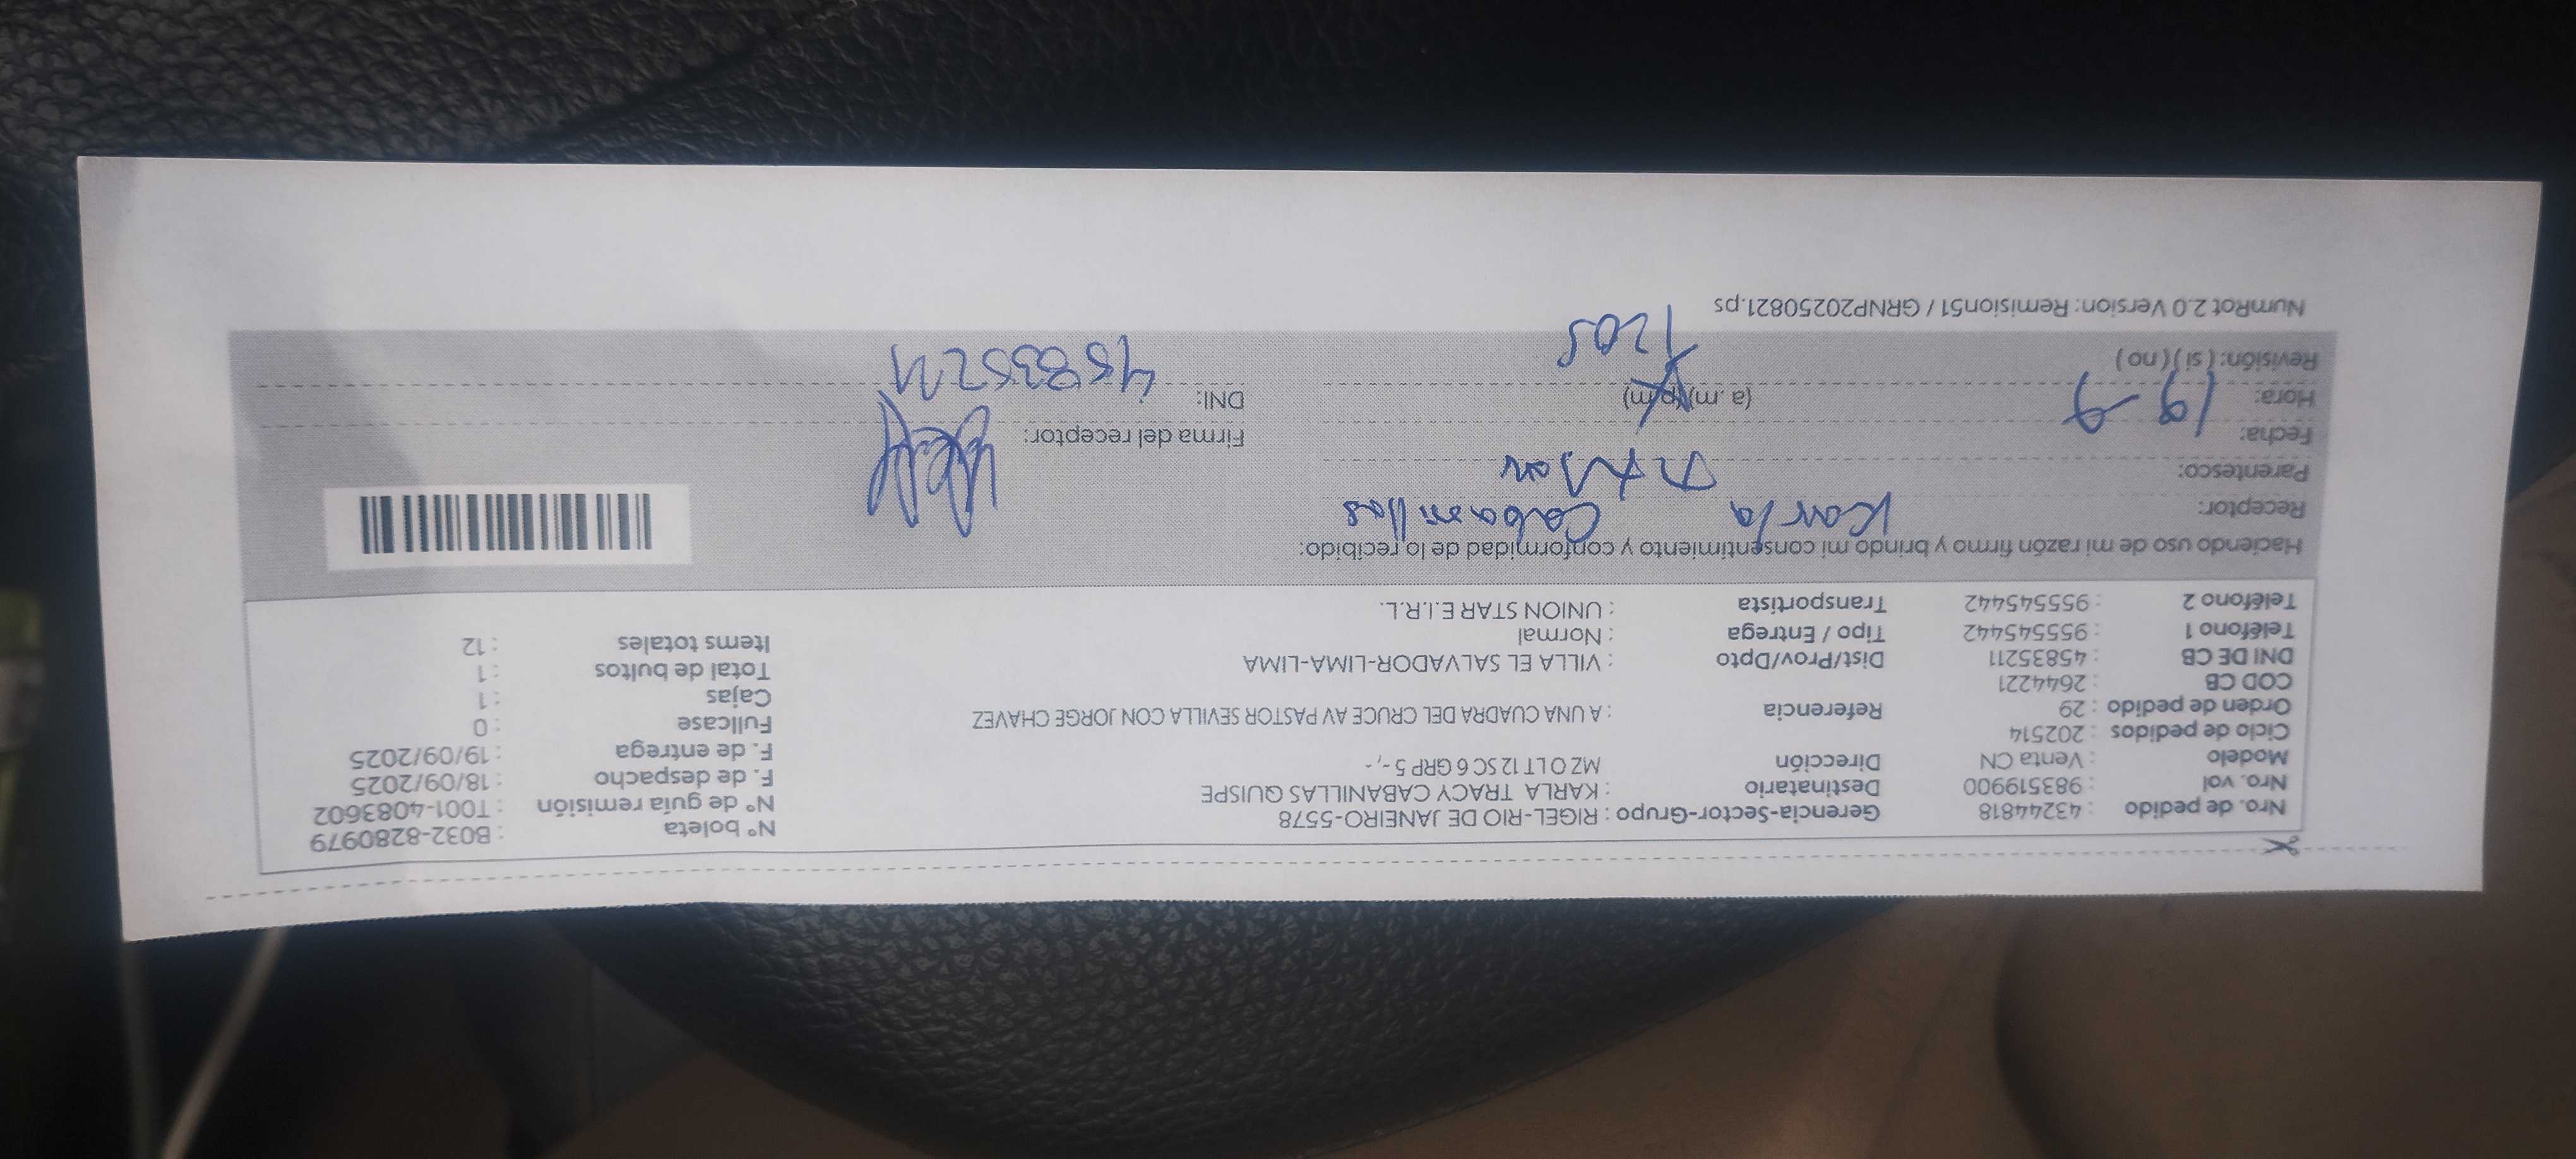 Nro. de pedido : 43244818 Gerencia-Sector-Grupo : RIGEL-RIO DE JANEIRO-5578 N° boleta : B032-8280979
Nro. vol : 983519900 Destinatario : KARLA TRACY CABANILLAS QUISPE N° de guía remisión : T001-4083602
Modelo : Venta CN Dirección MZ O LT 12 SC 6 GRP 5 -, - F. de despacho : 18/09/2025
Ciclo de pedidos : 202514 F. de entrega : 19/09/2025
Orden de pedido : 29 Referencia : A UNA CUADRA DEL CRUCE AV PASTOR SEVILLA CON JORGE CHAVEZ Fullcase : 0
COD CB : 2644221 Cajas : 1
DNI DE CB : 45835211 Dist/Prov/Dpto : VILLA EL SALVADOR-LIMA-LIMA Total de bultos : 1
Teléfono 1 : 955545442 Tipo / Entrega : Normal Items totales : 12
Teléfono 2 : 955545442 Transportista : UNION STAR E.I.R.L.
Haciendo uso de mi razón firmo y brindo mi consentimiento y conformidad de lo recibido:
Receptor: Karla Cabanillas
Parentesco: Titular
Fecha: 19-9 Firma del receptor:
Hora: (a. m)(p. m) 1205 DNI: 45835211
Revisión: ( si ) ( no )
NumRot 2.0 Version: Remision51 / GRNP20250821.ps